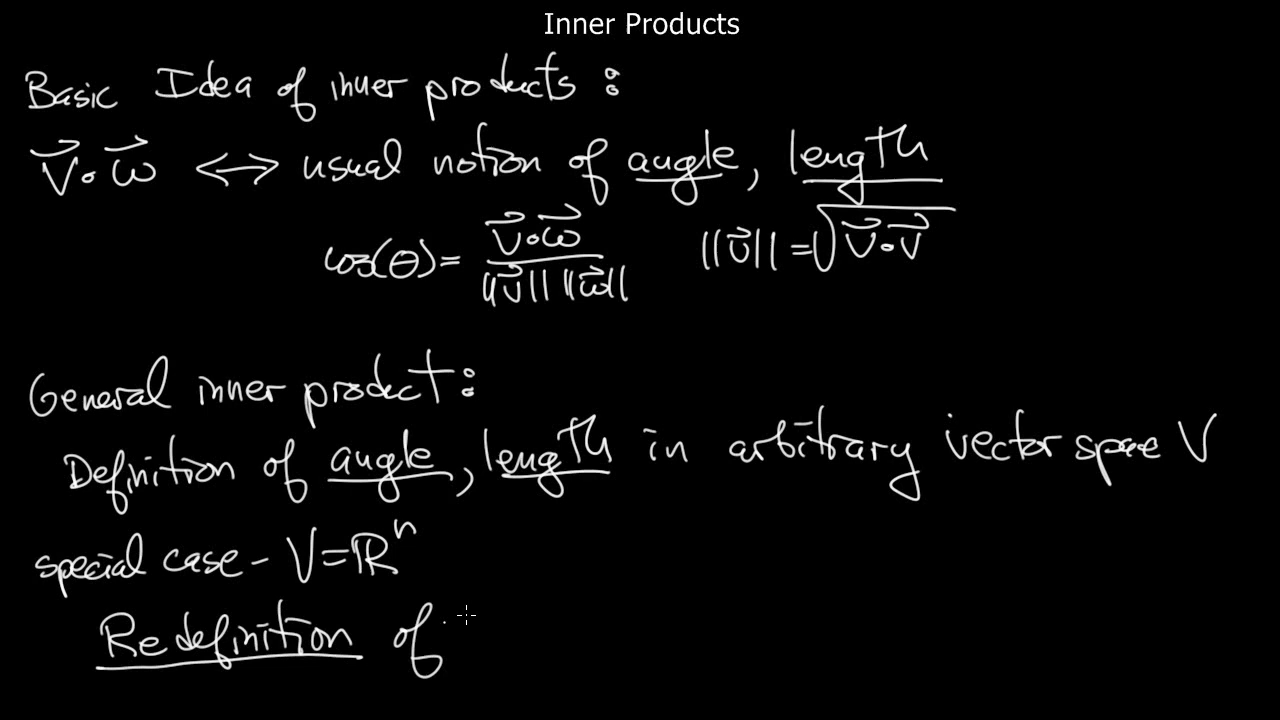 Inner Products
Basic Idea of inner products:
v⃗ • w⃗ ⟷ usual notion of angle, length
cos(θ) = v⃗•w⃗ / ||v⃗|| ||w⃗||   ||v⃗|| = √v⃗•v⃗
General inner product:
Definition of angle, length in arbitrary vector space V
special case - V = ℝⁿ
Redefinition of